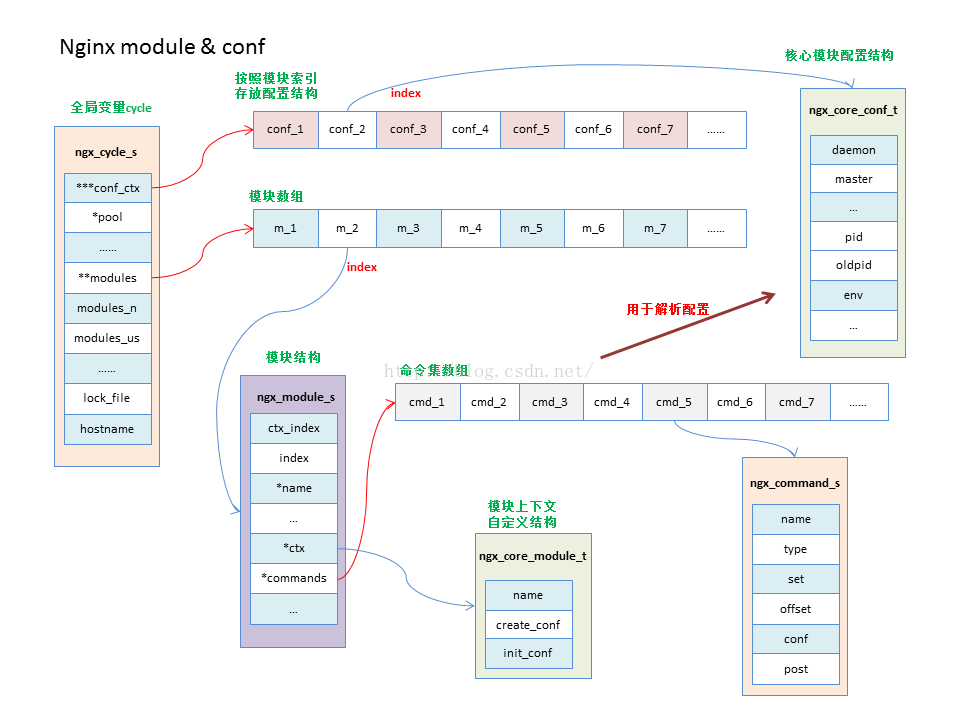 Nginx module & conf
核心模块配置结构
按照模块索引
存放配置结构
index
全局变量cycle
conf_1 conf_2 conf_3 conf_4 conf_5 conf_6 conf_7 ……
ngx_cycle_s
***conf_ctx
*pool
……
**modules
modules_n
modules_us
……
lock_file
hostname
ngx_core_conf_t
daemon
master
...
pid
oldpid
env
...
模块数组
m_1 m_2 m_3 m_4 m_5 m_6 m_7 ……
index
用于解析配置
模块结构
ngx_module_s
ctx_index
index
*name
...
*ctx
*commands
...
http://blog.csdn.net/
命令集数组
cmd_1 cmd_2 cmd_3 cmd_4 cmd_5 cmd_6 cmd_7 ……
模块上下文
自定义结构
ngx_core_module_t
name
create_conf
init_conf
ngx_command_s
name
type
set
offset
conf
post